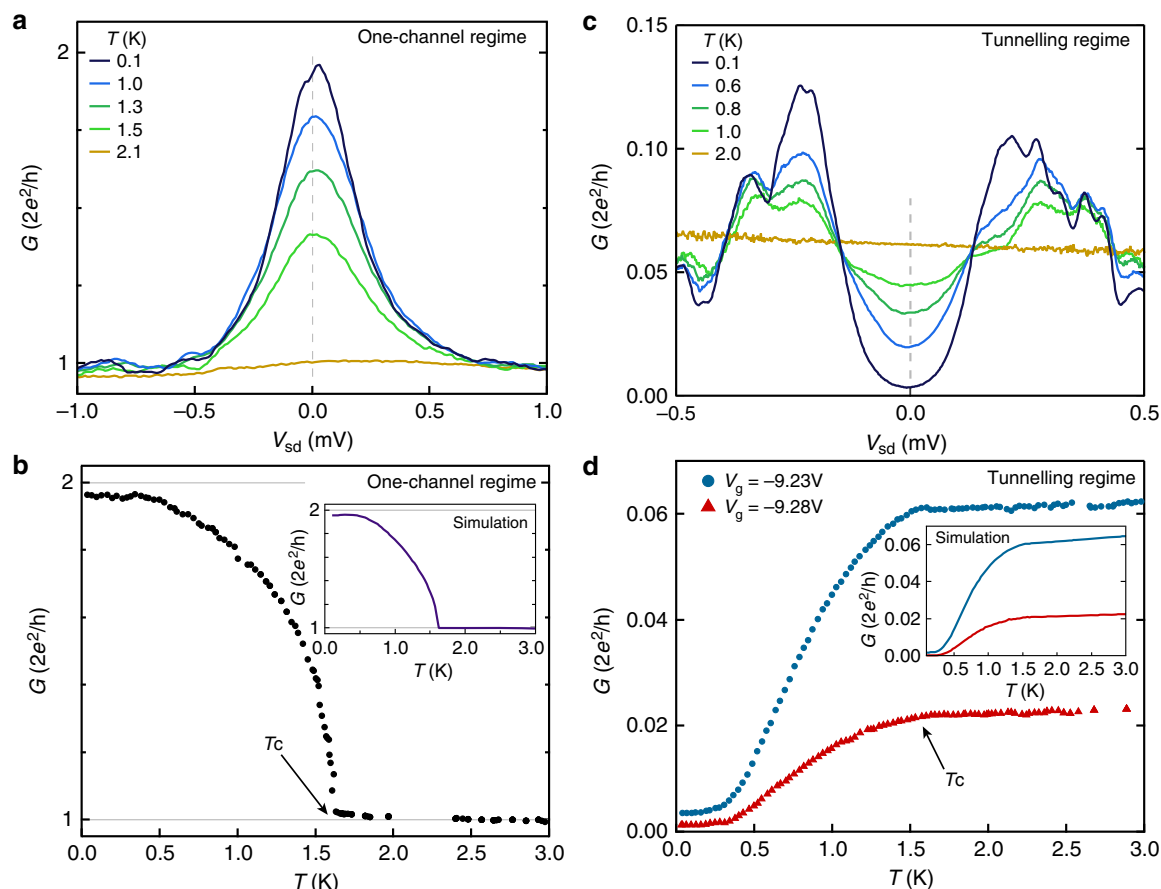 a
One-channel regime
T (K)
0.1
1.0
1.3
1.5
2.1
G (2e²/h)
2
1
–1.0 –0.5 0.0 0.5 1.0
V_sd (mV)
c
Tunnelling regime
T (K)
0.1
0.6
0.8
1.0
2.0
G (2e²/h)
0.15
0.10
0.05
0.00
–0.5 0.0 0.5
V_sd (mV)
b
One-channel regime
G (2e²/h)
2
1
Tc
0.0 0.5 1.0 1.5 2.0 2.5 3.0
T (K)
Simulation
G (2e²/h)
2
1
0.0 1.0 2.0 3.0
T (K)
d
Tunnelling regime
V_g = –9.23V
V_g = –9.28V
G (2e²/h)
0.06
0.04
0.02
0.00
Tc
0.0 0.5 1.0 1.5 2.0 2.5 3.0
T (K)
Simulation
G (2e²/h)
0.06
0.04
0.02
0.00
0.5 1.0 1.5 2.0 2.5 3.0
T (K)